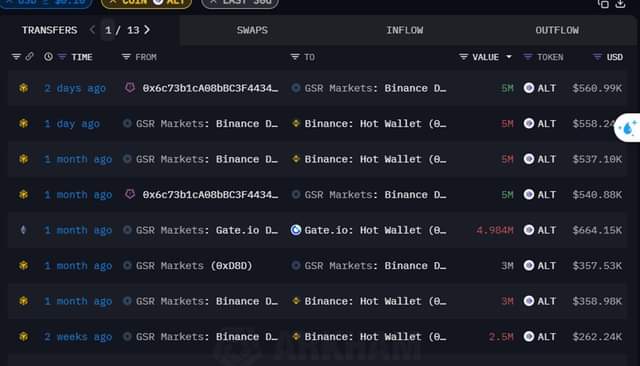 USD ≥ $0.10 COIN ALT LAST 30d
TRANSFERS 1 / 13 SWAPS INFLOW OUTFLOW
TIME FROM TO VALUE TOKEN USD
2 days ago 0x6c73b1cA08bBC3F4434… GSR Markets: Binance D… 5M ALT $560.99K
1 day ago GSR Markets: Binance D… Binance: Hot Wallet (0… 5M ALT $558.24
1 month ago GSR Markets: Binance D… Binance: Hot Wallet (0… 5M ALT $537.10K
1 month ago 0x6c73b1cA08bBC3F4434… GSR Markets: Binance D… 5M ALT $540.88K
1 month ago GSR Markets: Gate.io D… Gate.io: Hot Wallet (0… 4.984M ALT $664.15K
1 month ago GSR Markets (0xD8D) GSR Markets: Binance D… 3M ALT $357.53K
1 month ago GSR Markets: Binance D… Binance: Hot Wallet (0… 3M ALT $358.98K
2 weeks ago GSR Markets: Binance D… Binance: Hot Wallet (0… 2.5M ALT $262.24K
ARKHAM